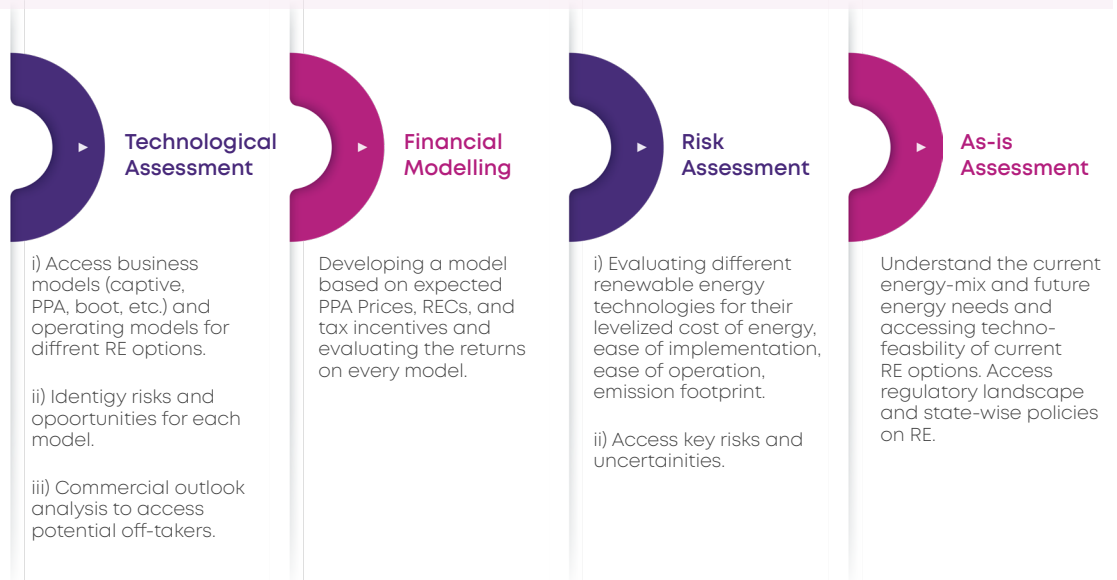 Technological
Assessment
i) Access business
models (captive,
PPA, boot, etc.) and
operating models for
diffrent RE options.
ii) Identigy risks and
opoortunities for each
model.
iii) Commercial outlook
analysis to access
potential off-takers.
Financial
Modelling
Developing a model
based on expected
PPA Prices, RECs, and
tax incentives and
evaluating the returns
on every model.
Risk
Assessment
i) Evaluating different
renewable energy
technologies for their
levelized cost of energy,
ease of implementation,
ease of operation,
emission footprint.
ii) Access key risks and
uncertainities.
As-is
Assessment
Understand the current
energy-mix and future
energy needs and
accessing techno-
feasbility of current
RE options. Access
regulatory landscape
and state-wise policies
on RE.